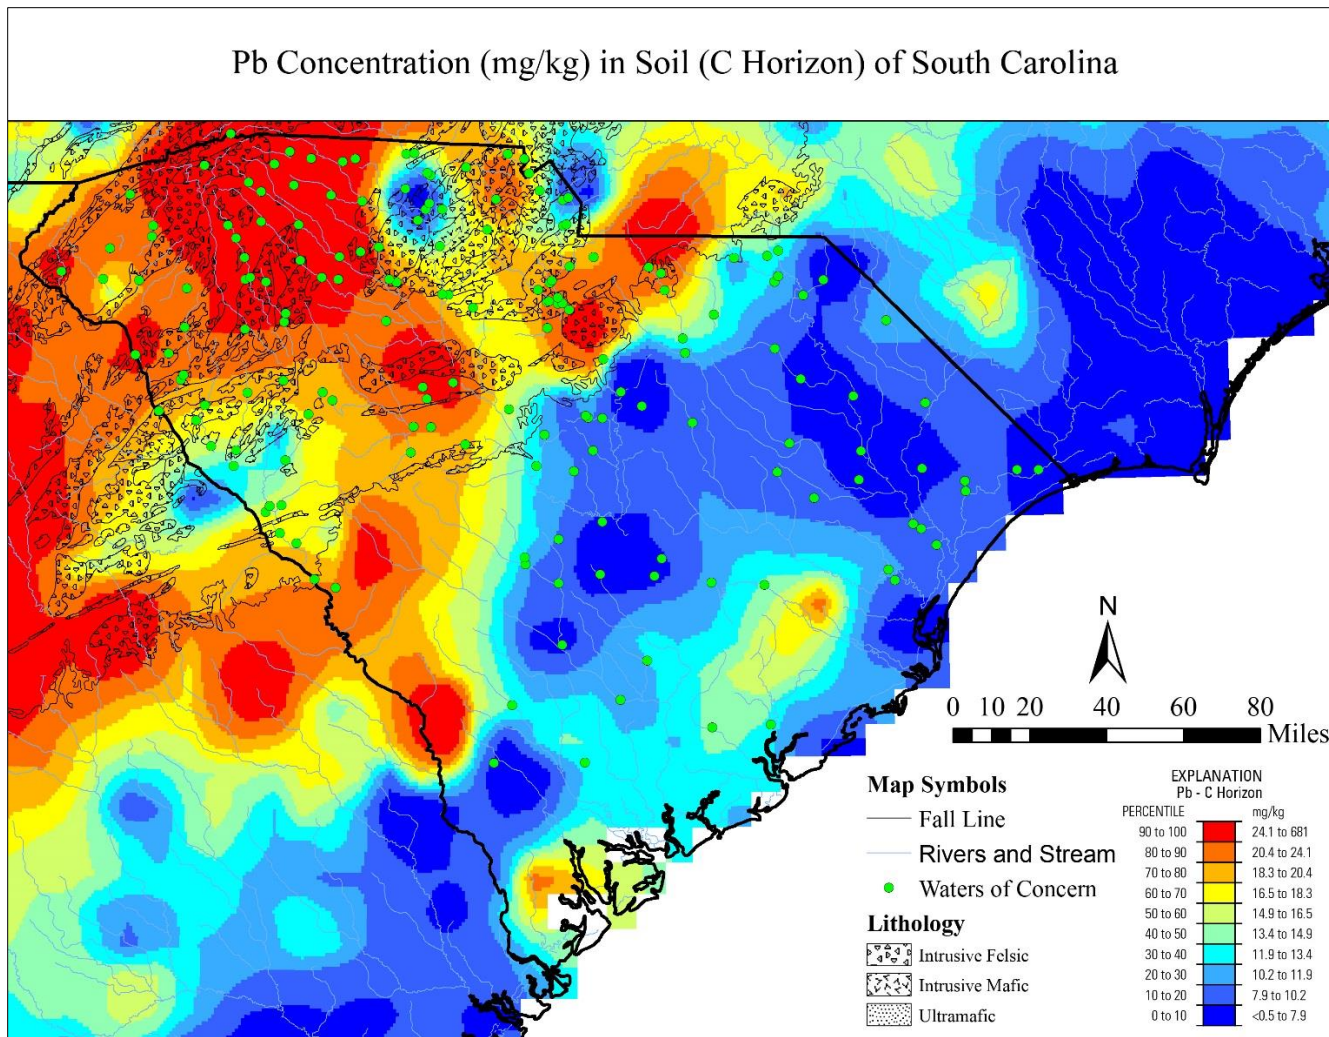 Pb Concentration (mg/kg) in Soil (C Horizon) of South Carolina
N
0 10 20 40 60 80
Miles
Map Symbols
Fall Line
Rivers and Stream
Waters of Concern
Lithology
Intrusive Felsic
Intrusive Mafic
Ultramafic
EXPLANATION
Pb - C Horizon
PERCENTILE mg/kg
90 to 100 24.1 to 681
80 to 90 20.4 to 24.1
70 to 80 18.3 to 20.4
60 to 70 16.5 to 18.3
50 to 60 14.9 to 16.5
40 to 50 13.4 to 14.9
30 to 40 11.9 to 13.4
20 to 30 10.2 to 11.9
10 to 20 7.9 to 10.2
0 to 10 <0.5 to 7.9